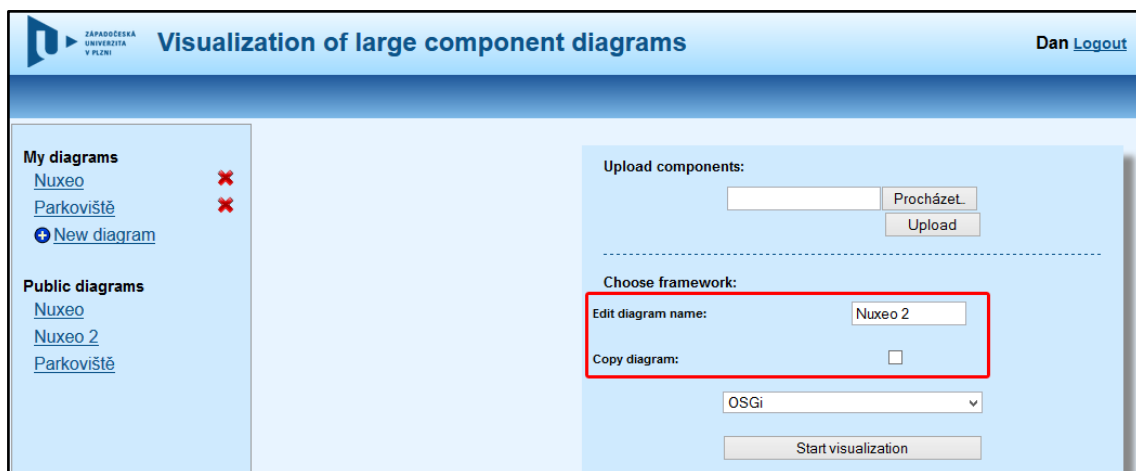 ZÁPADOČESKÁ
UNIVERZITA
V PLZNI
Visualization of large component diagrams
Dan Logout
My diagrams
Nuxeo
Parkoviště
New diagram
Public diagrams
Nuxeo
Nuxeo 2
Parkoviště
Upload components:
Procházet..
Upload
Choose framework:
Edit diagram name: Nuxeo 2
Copy diagram:
OSGi
Start visualization